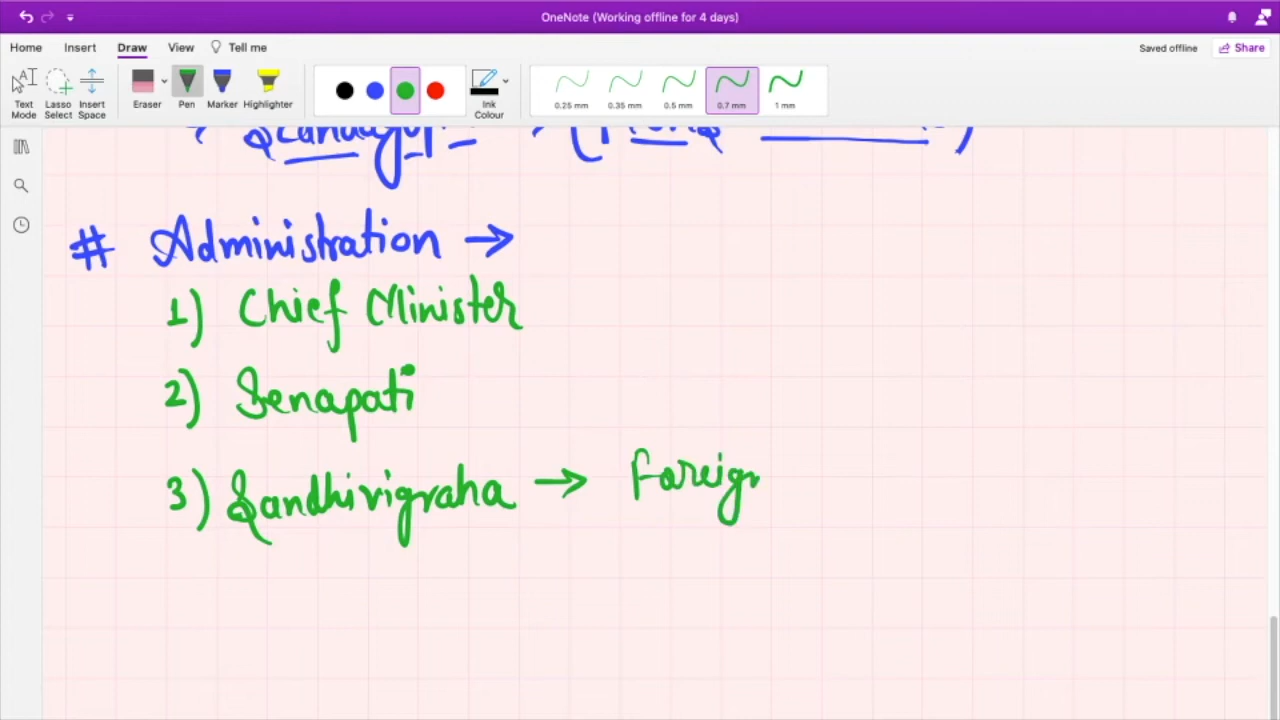 OneNote (Working offline for 4 days)
Home Insert Draw View Tell me Saved offline Share
Text Mode Lasso Select Insert Space Eraser Pen Marker Highlighter Ink Colour 0.25 mm 0.35 mm 0.5 mm 0.7 mm 1 mm
# Administration →
1) Chief Minister
2) Senapati
3) Sandhivigraha → Foreign